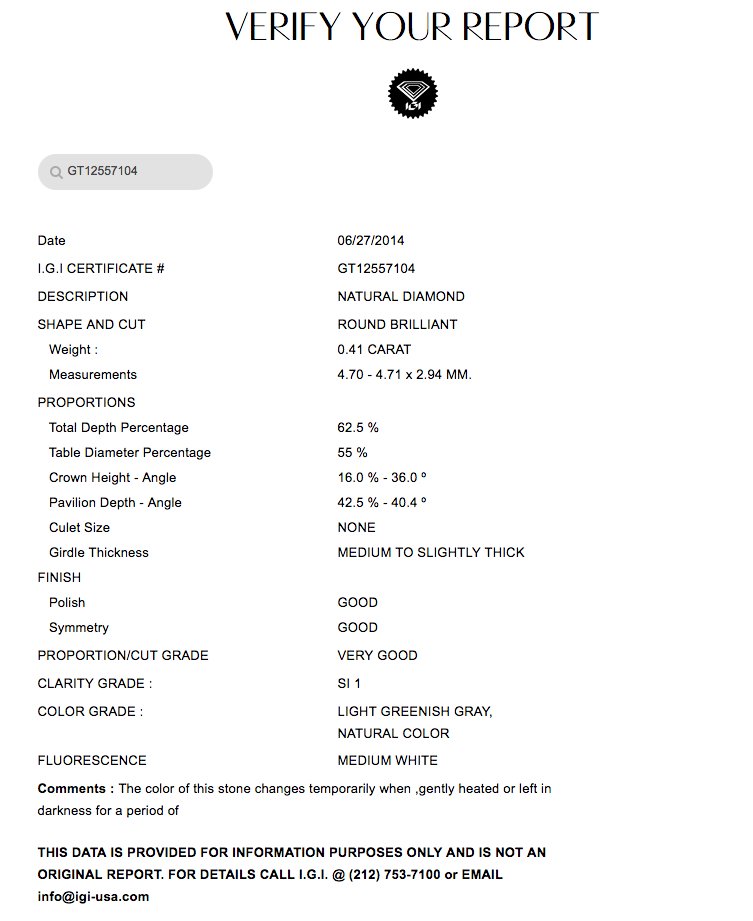 VERIFY YOUR REPORT
IGI
GT12557104
Date 06/27/2014
I.G.I CERTIFICATE # GT12557104
DESCRIPTION NATURAL DIAMOND
SHAPE AND CUT ROUND BRILLIANT
Weight : 0.41 CARAT
Measurements 4.70 - 4.71 x 2.94 MM.
PROPORTIONS
Total Depth Percentage 62.5 %
Table Diameter Percentage 55 %
Crown Height - Angle 16.0 % - 36.0 º
Pavilion Depth - Angle 42.5 % - 40.4 º
Culet Size NONE
Girdle Thickness MEDIUM TO SLIGHTLY THICK
FINISH
Polish GOOD
Symmetry GOOD
PROPORTION/CUT GRADE VERY GOOD
CLARITY GRADE : SI 1
COLOR GRADE : LIGHT GREENISH GRAY,
NATURAL COLOR
FLUORESCENCE MEDIUM WHITE
Comments : The color of this stone changes temporarily when ,gently heated or left in
darkness for a period of
THIS DATA IS PROVIDED FOR INFORMATION PURPOSES ONLY AND IS NOT AN
ORIGINAL REPORT. FOR DETAILS CALL I.G.I. @ (212) 753-7100 or EMAIL
info@igi-usa.com